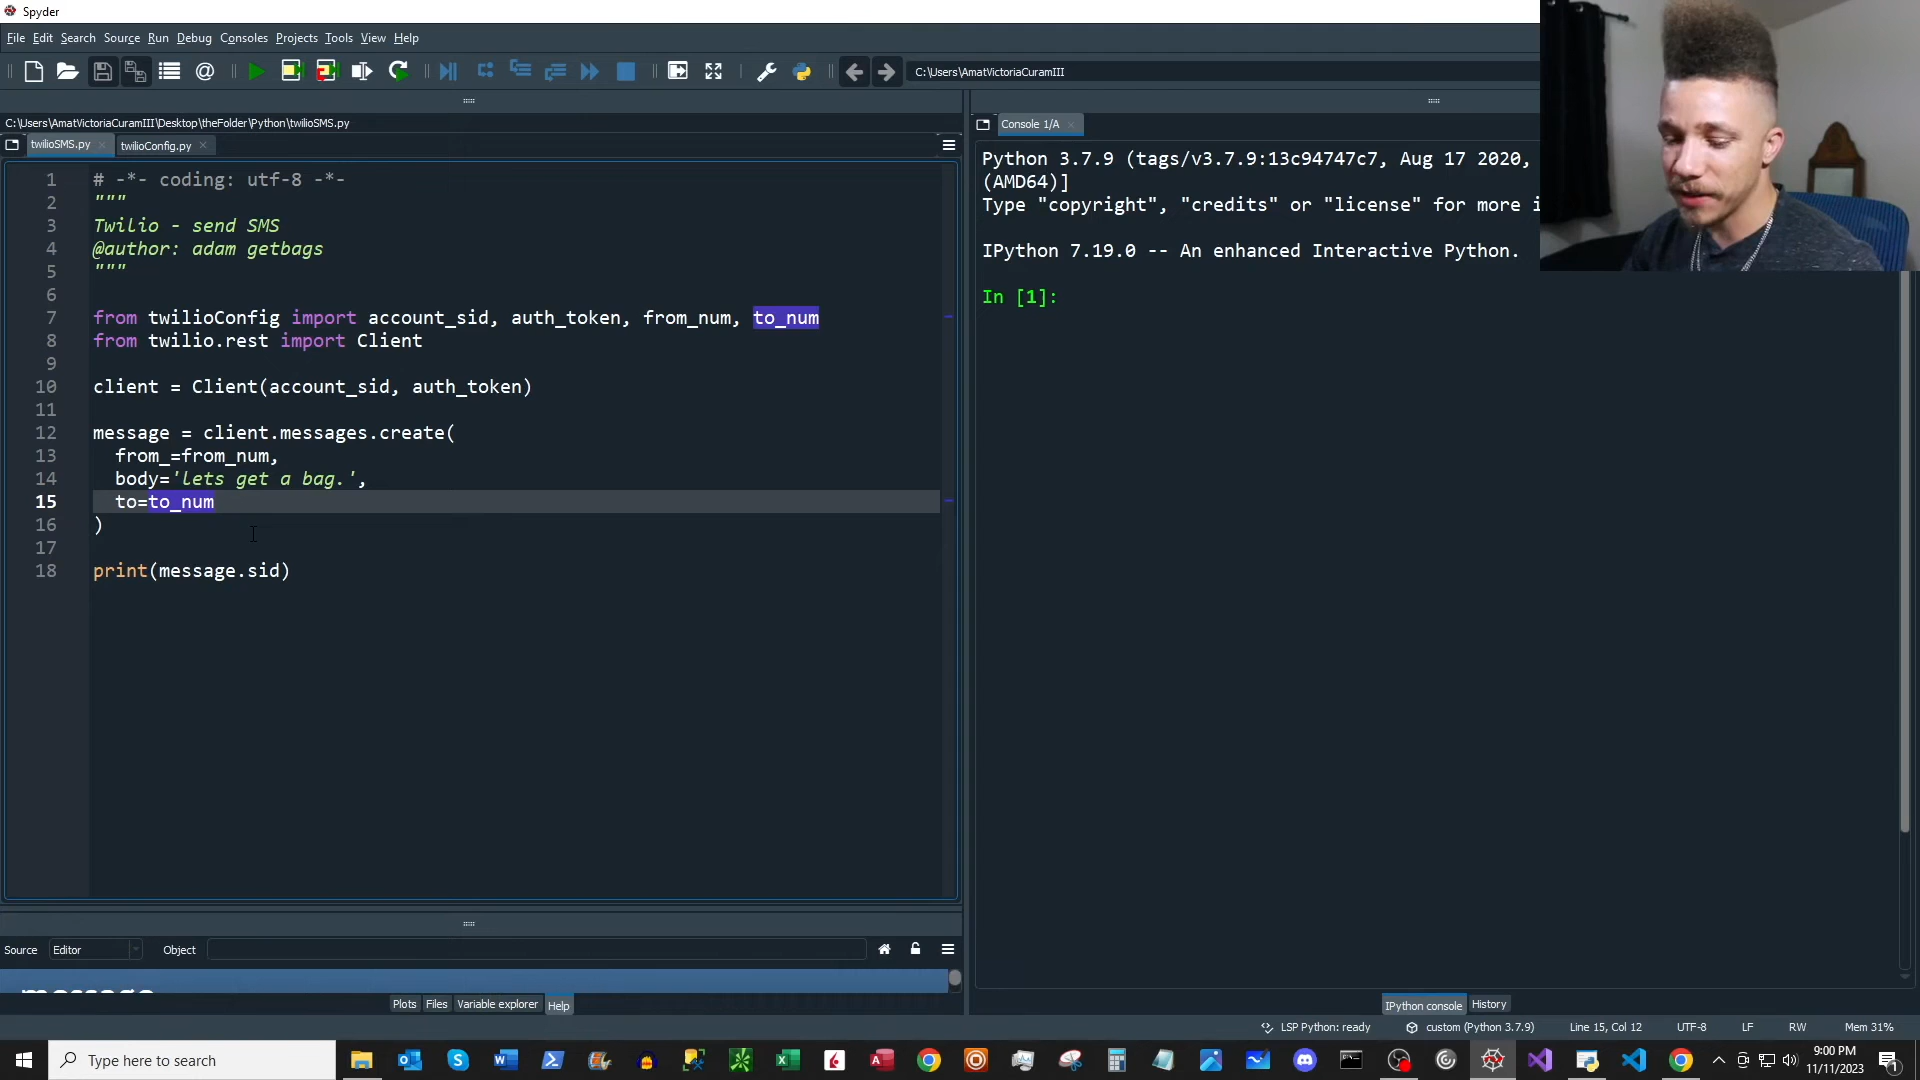 Spyder
File Edit Search Source Run Debug Consoles Projects Tools View Help
C:\Users\AmatVictoriaCuramIII
C:\Users\AmatVictoriaCuramIII\Desktop\theFolder\Python\twilioSMS.py
twilioSMS.py twilioConfig.py
1 # -*- coding: utf-8 -*-
2 """
3 Twilio - send SMS
4 @author: adam getbags
5 """
6
7 from twilioConfig import account_sid, auth_token, from_num, to_num
8 from twilio.rest import Client
9
10 client = Client(account_sid, auth_token)
11
12 message = client.messages.create(
13 from_=from_num,
14 body='lets get a bag.',
15 to=to_num
16 )
17
18 print(message.sid)
Console 1/A
Python 3.7.9 (tags/v3.7.9:13c94747c7, Aug 17 2020,
(AMD64)]
Type "copyright", "credits" or "license" for more
IPython 7.19.0 -- An enhanced Interactive Python.
In [1]:
Source Editor Object
Plots Files Variable explorer Help
IPython console History
LSP Python: ready custom (Python 3.7.9) Line 15, Col 12 UTF-8 LF RW Mem 31%
Type here to search
9:00 PM
11/11/2023